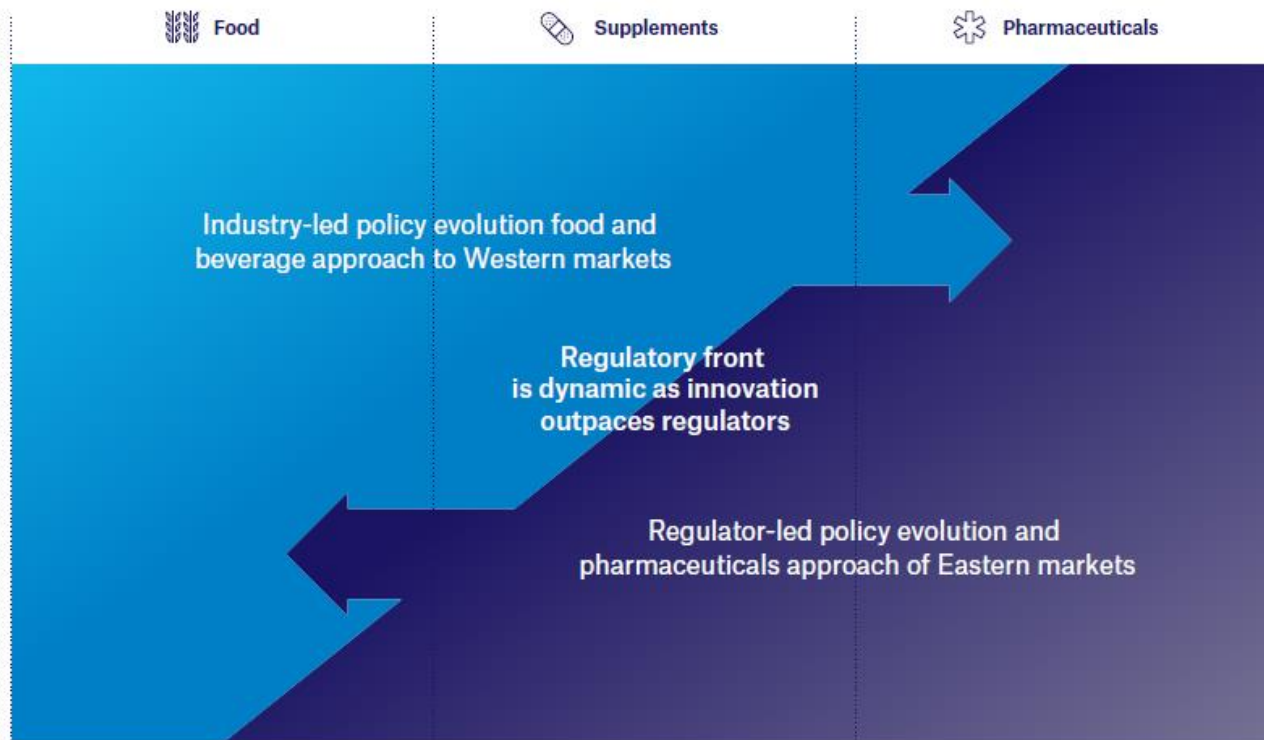 Food
Supplements
Pharmaceuticals
Industry-led policy evolution food and
beverage approach to Western markets
Regulatory front
is dynamic as innovation
outpaces regulators
Regulator-led policy evolution and
pharmaceuticals approach of Eastern markets